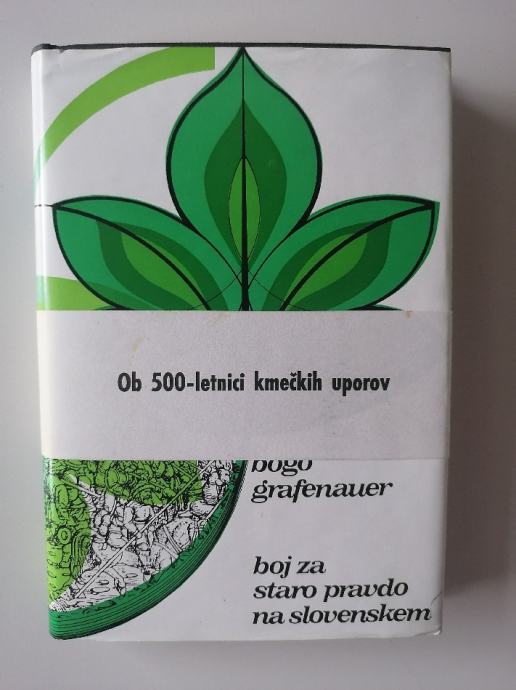 Ob 500-letnici kmečkih uporov
bogo
grafenauer
boj za
staro pravdo
na slovenskem